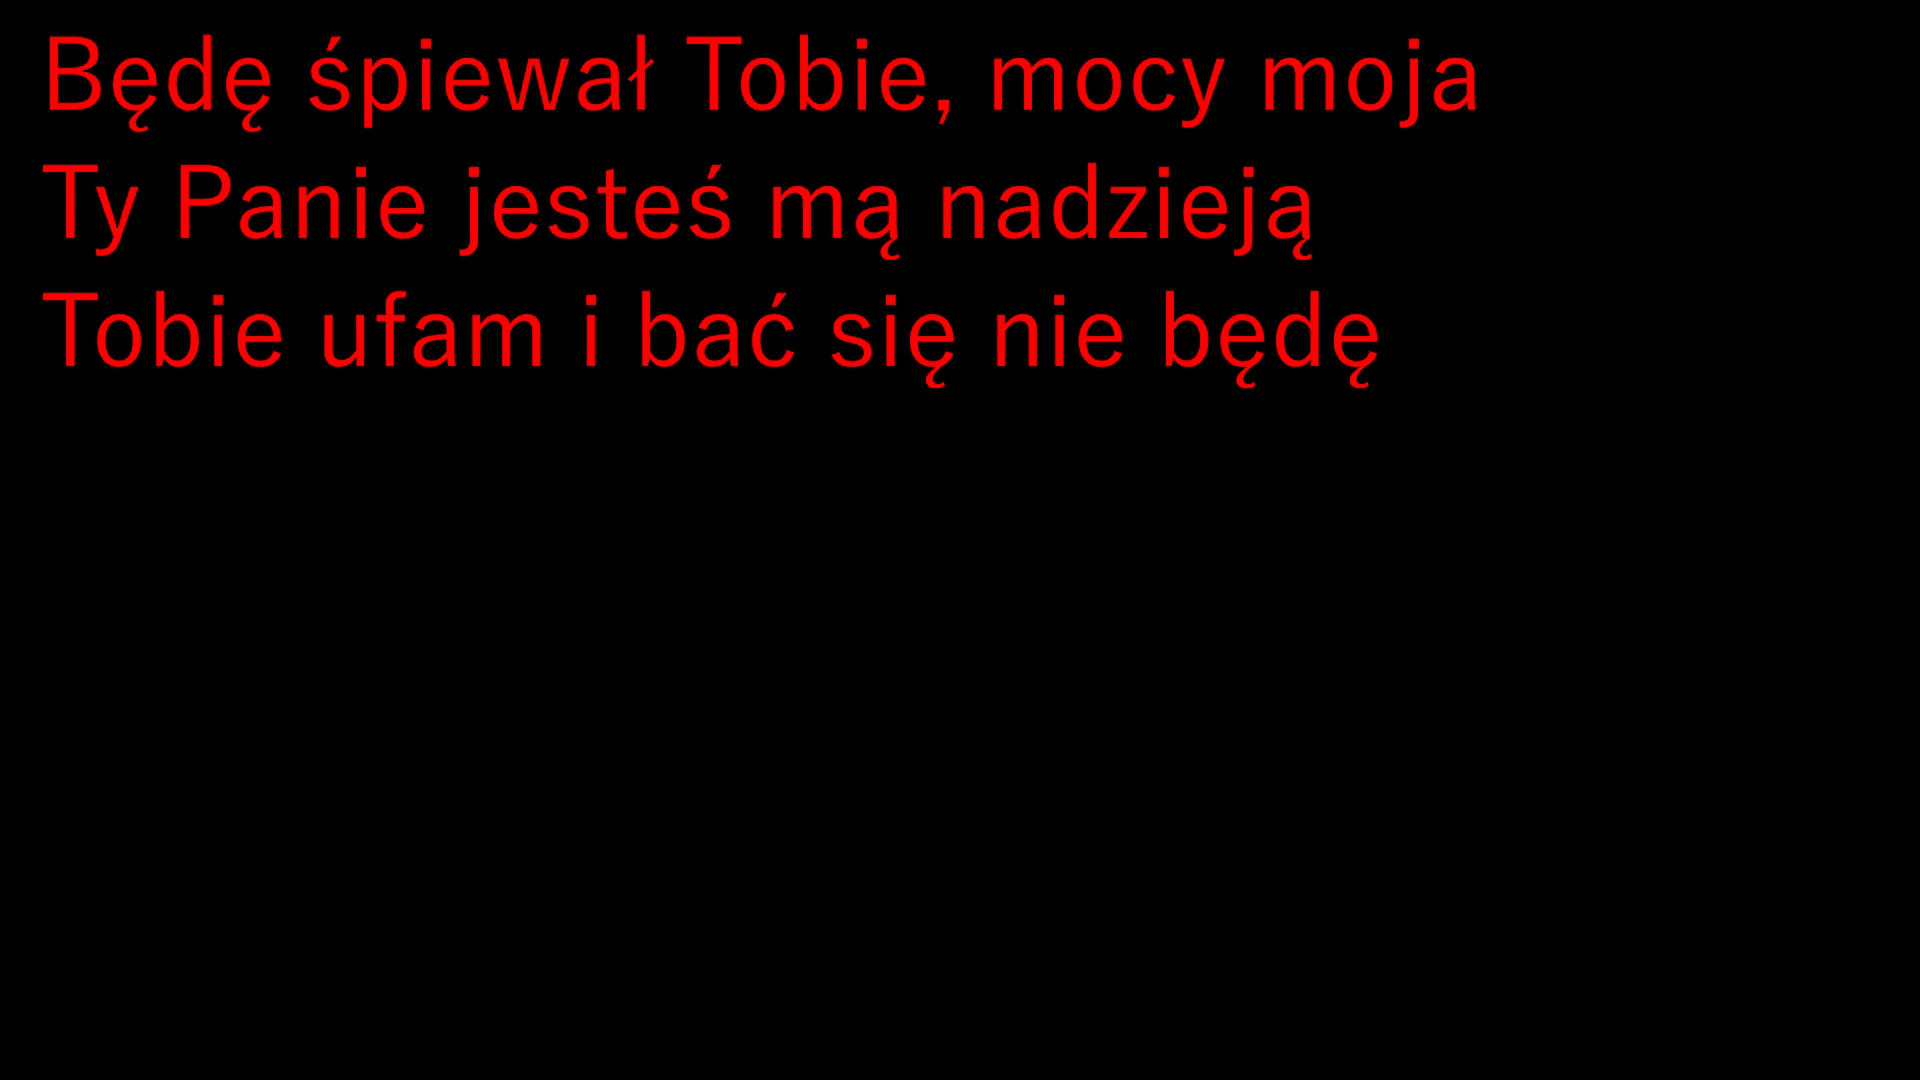 Będę śpiewał Tobie, mocy moja
Ty Panie jesteś mą nadzieją
Tobie ufam i bać się nie będę